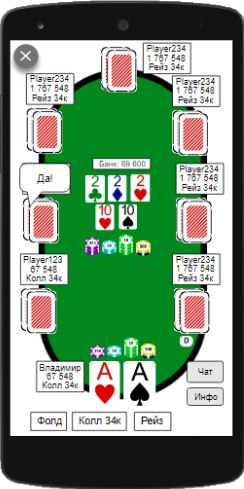 Player234
1 767 548
Рейз 34к
Player234
1 767 548
Рейз 34к
Player234
1 767 548
Рейз 34к
Банк: 89 600
Да!
2 2 2
10 10
Player234
1 767 548
Рейз 34к
Player123
67 548
Колл 34к
Player234
1 767 548
Рейз 34к
D
Владимир
67 548
Колл 34к
A A
Чат
Инфо
Фолд
Колл 34к
Рейз